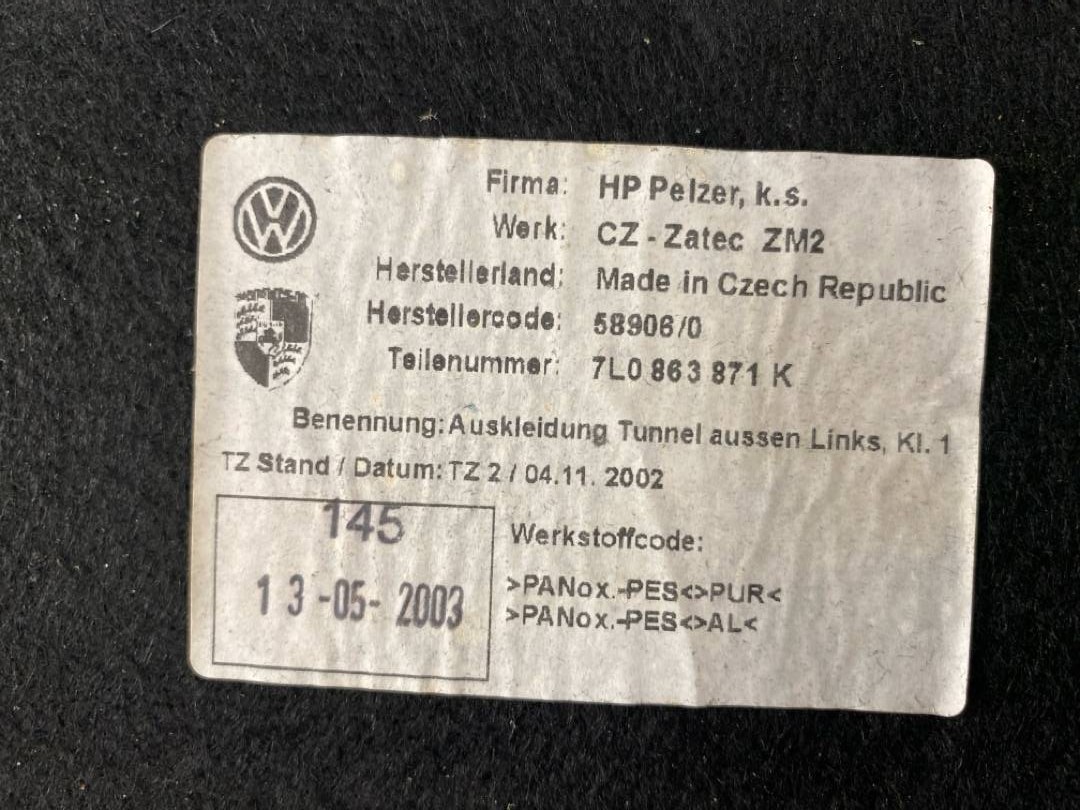 Firma: HP Pelzer, k.s.
Werk: CZ - Zatec ZM2
Herstellerland: Made in Czech Republic
Herstellercode: 58906/0
Teilenummer: 7L0 863 871 K
Benennung: Auskleidung Tunnel aussen Links, Kl. 1
TZ Stand / Datum: TZ 2 / 04.11. 2002
145
13-05-2003
Werkstoffcode:
>PANox.-PES<>PUR<
>PANox.-PES<>AL<